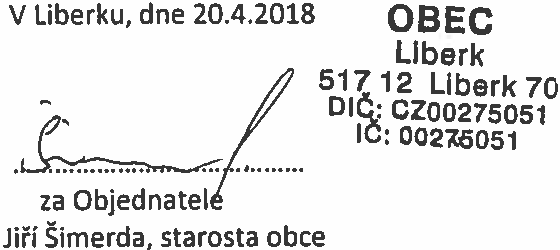 V Liberku, dne 20.4.2018
OBEC
Liberk
517 12 Liberk 70
DIČ: CZ00275051
IČ: 00275051
za Objednatele
Jiří Šimerda, starosta obce